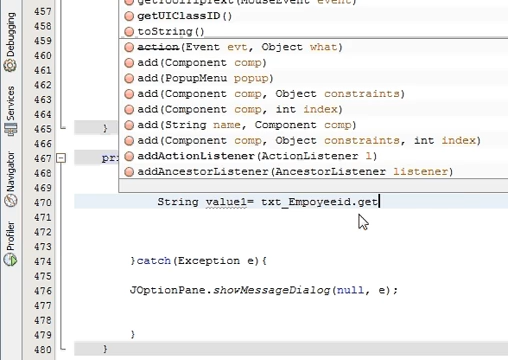 Debugging
Services
Navigator
Profiler
457
458
459
460
461
462
463
464
465 }
466
467 pri
468
469
470 String value1= txt_Empoyeeid.get
471
472
473
474 }catch(Exception e){
475
476 JOptionPane.showMessageDialog(null, e);
477
478
479 }
480 }
getToolTipText(MouseEvent event)
getUIClassID()
toString()
action(Event evt, Object what)
add(Component comp)
add(PopupMenu popup)
add(Component comp, Object constraints)
add(Component comp, int index)
add(String name, Component comp)
add(Component comp, Object constraints, int index)
addActionListener(ActionListener l)
addAncestorListener(AncestorListener listener)